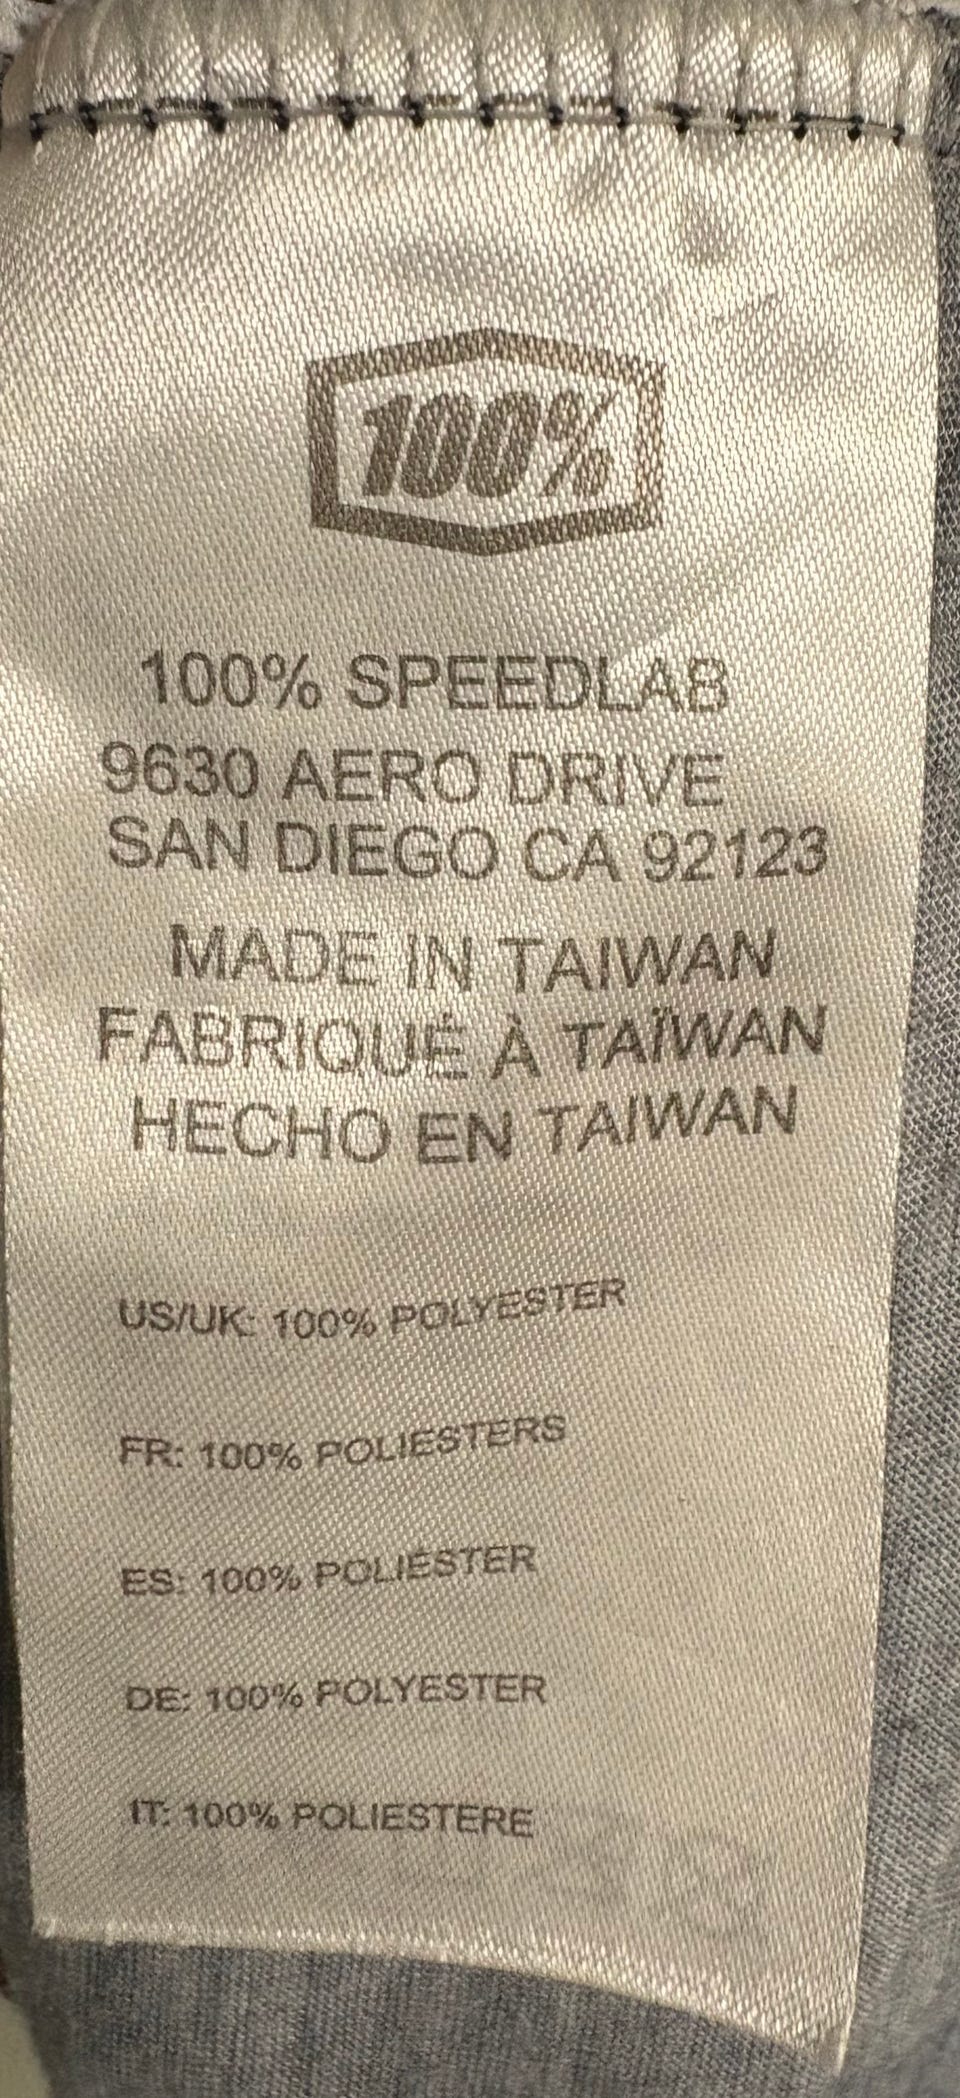 100%
100% SPEEDLAB
9630 AERO DRIVE
SAN DIEGO CA 92123
MADE IN TAIWAN
FABRIQUÉ À TAÏWAN
HECHO EN TAIWAN
US/UK: 100% POLYESTER
FR: 100% POLIESTERS
ES: 100% POLIÉSTER
DE: 100% POLYESTER
IT: 100% POLIESTERE